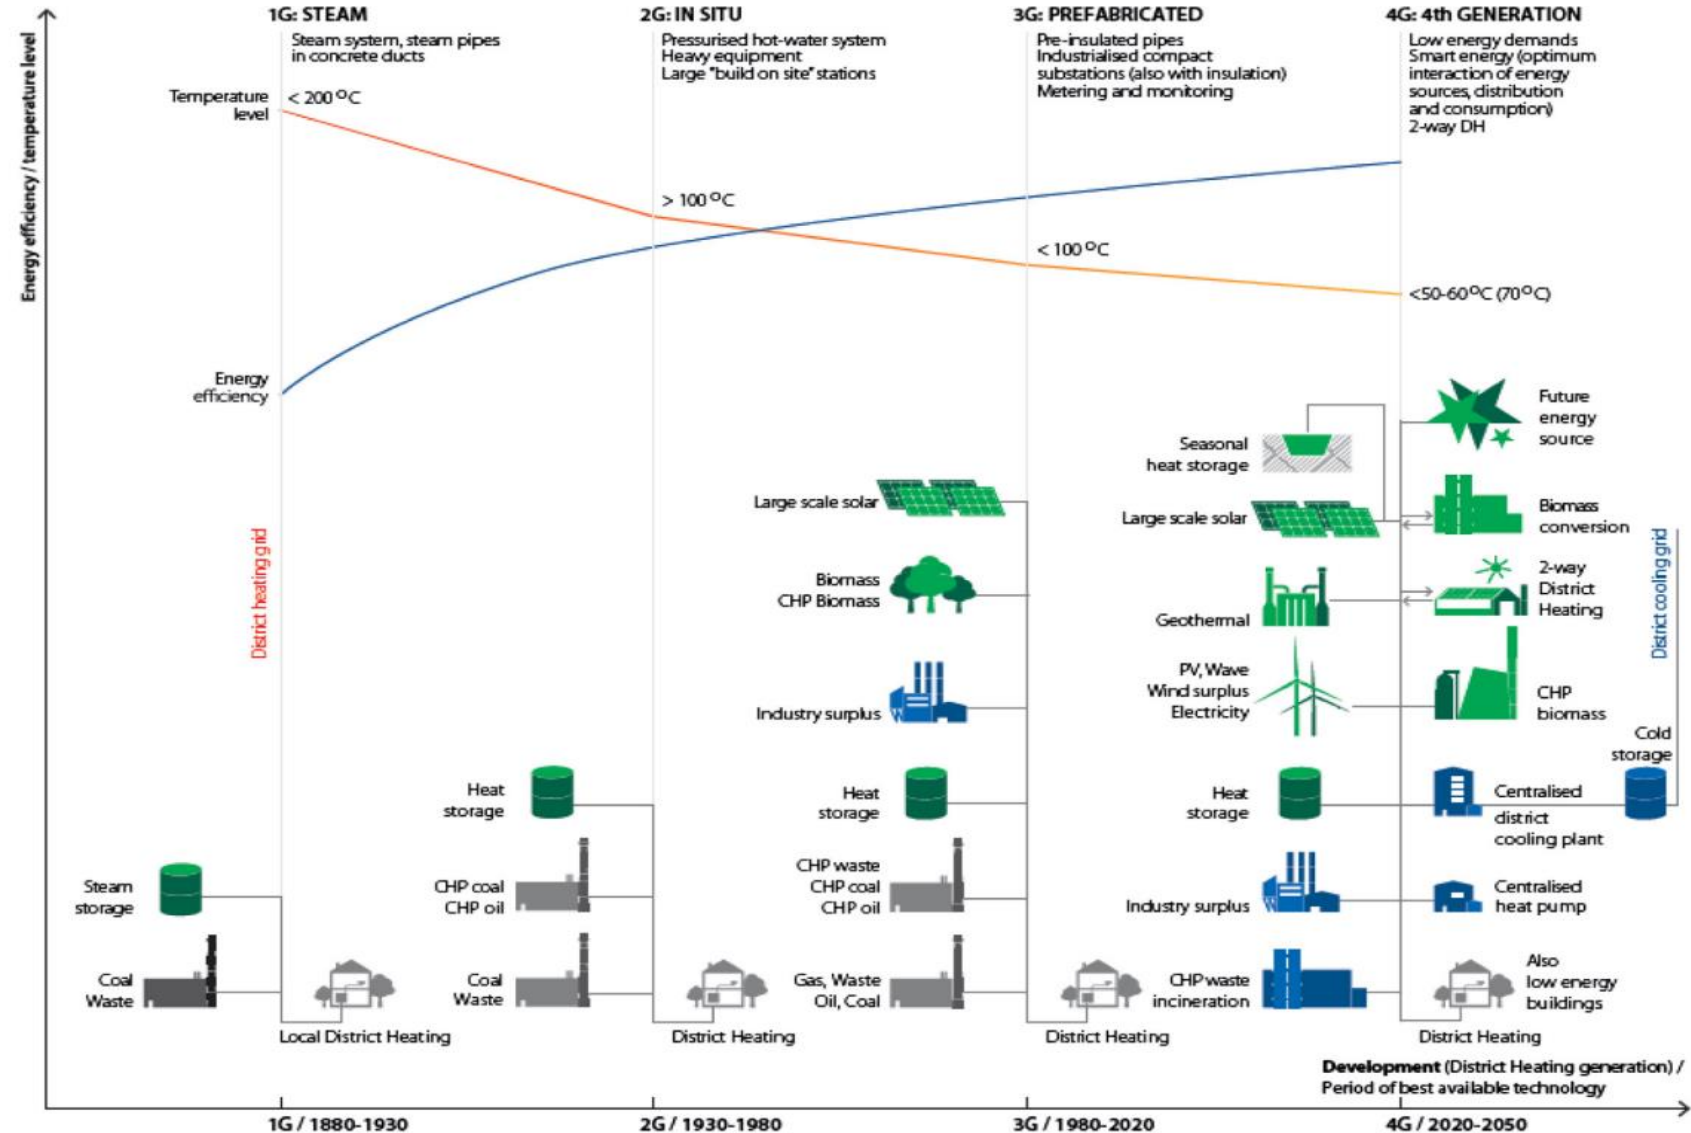 1G: STEAM
Steam system, steam pipes
in concrete ducts
2G: IN SITU
Pressurised hot-water system
Heavy equipment
Large "build on site" stations
3G: PREFABRICATED
Pre-insulated pipes
Industrialised compact
substations (also with insulation)
Metering and monitoring
4G: 4th GENERATION
Low energy demands
Smart energy (optimum
interaction of energy
sources, distribution
and consumption)
2-way DH
Energy efficiency / temperature level
Temperature
level
< 200 °C
> 100 °C
< 100 °C
<50-60 °C (70 °C)
Energy
efficiency
District heating grid
Steam
storage
Coal
Waste
Local District Heating
Heat
storage
CHP coal
CHP oil
Coal
Waste
District Heating
Large scale solar
Biomass
CHP Biomass
Industry surplus
Heat
storage
CHP waste
CHP coal
CHP oil
Gas, Waste
Oil, Coal
District Heating
Seasonal
heat storage
Large scale solar
Geothermal
PV, Wave
Wind surplus
Electricity
Heat
storage
Industry surplus
CHP waste
incineration
Future
energy
source
Biomass
conversion
2-way
District
Heating
CHP
biomass
Cold
storage
Centralised
district
cooling plant
Centralised
heat pump
Also
low energy
buildings
District Heating
District cooling grid
Development (District Heating generation) /
Period of best available technology
1G / 1880-1930
2G / 1930-1980
3G / 1980-2020
4G / 2020-2050